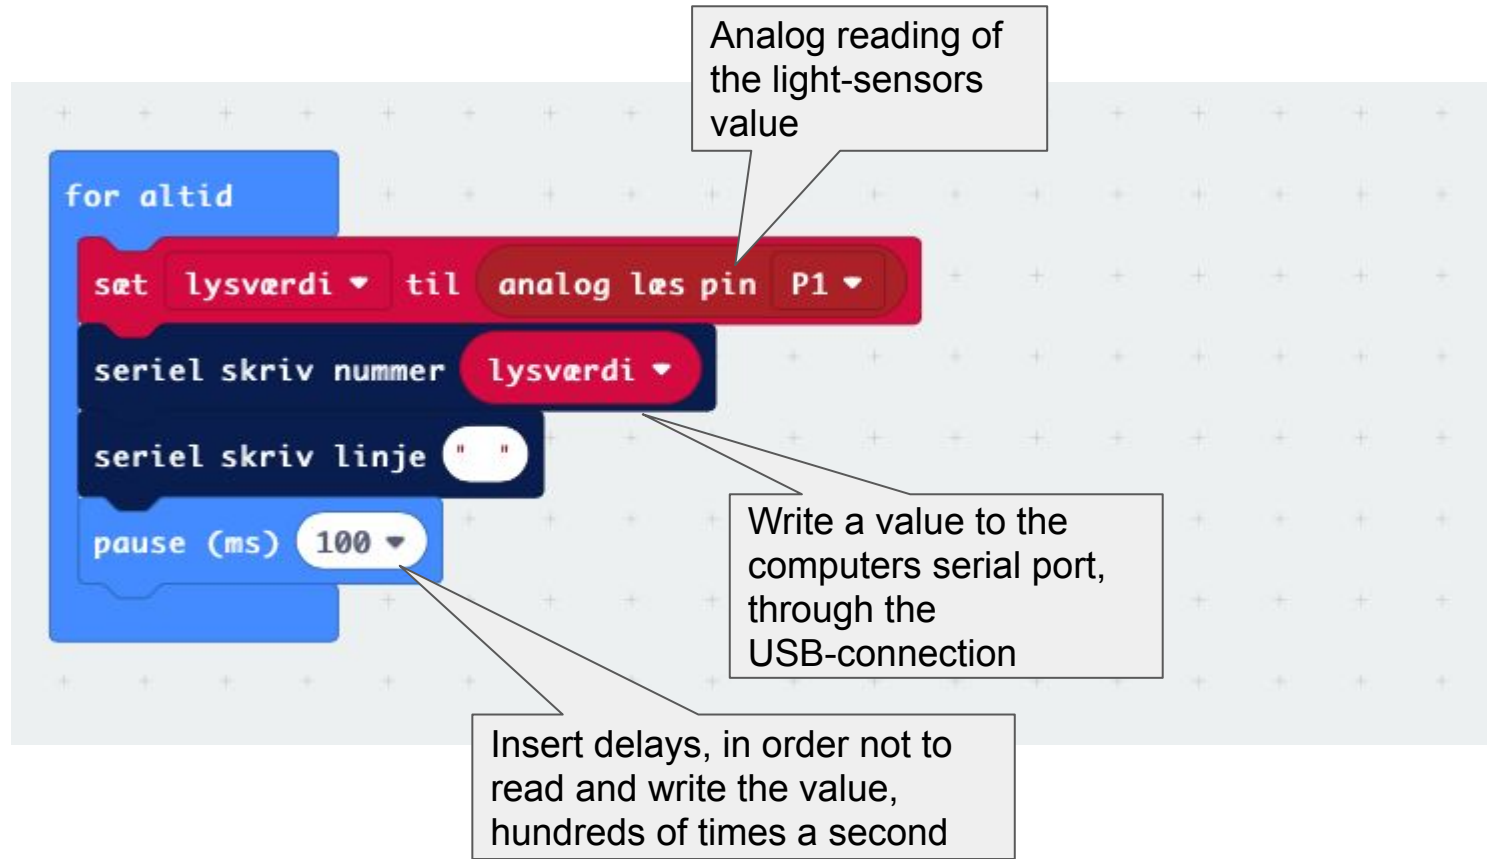 Analog reading of
the light-sensors
value
for altid
sæt lysværdi til analog læs pin P1
seriel skriv nummer lysværdi
seriel skriv linje " "
pause (ms) 100
Write a value to the
computers serial port,
through the
USB-connection
Insert delays, in order not to
read and write the value,
hundreds of times a second